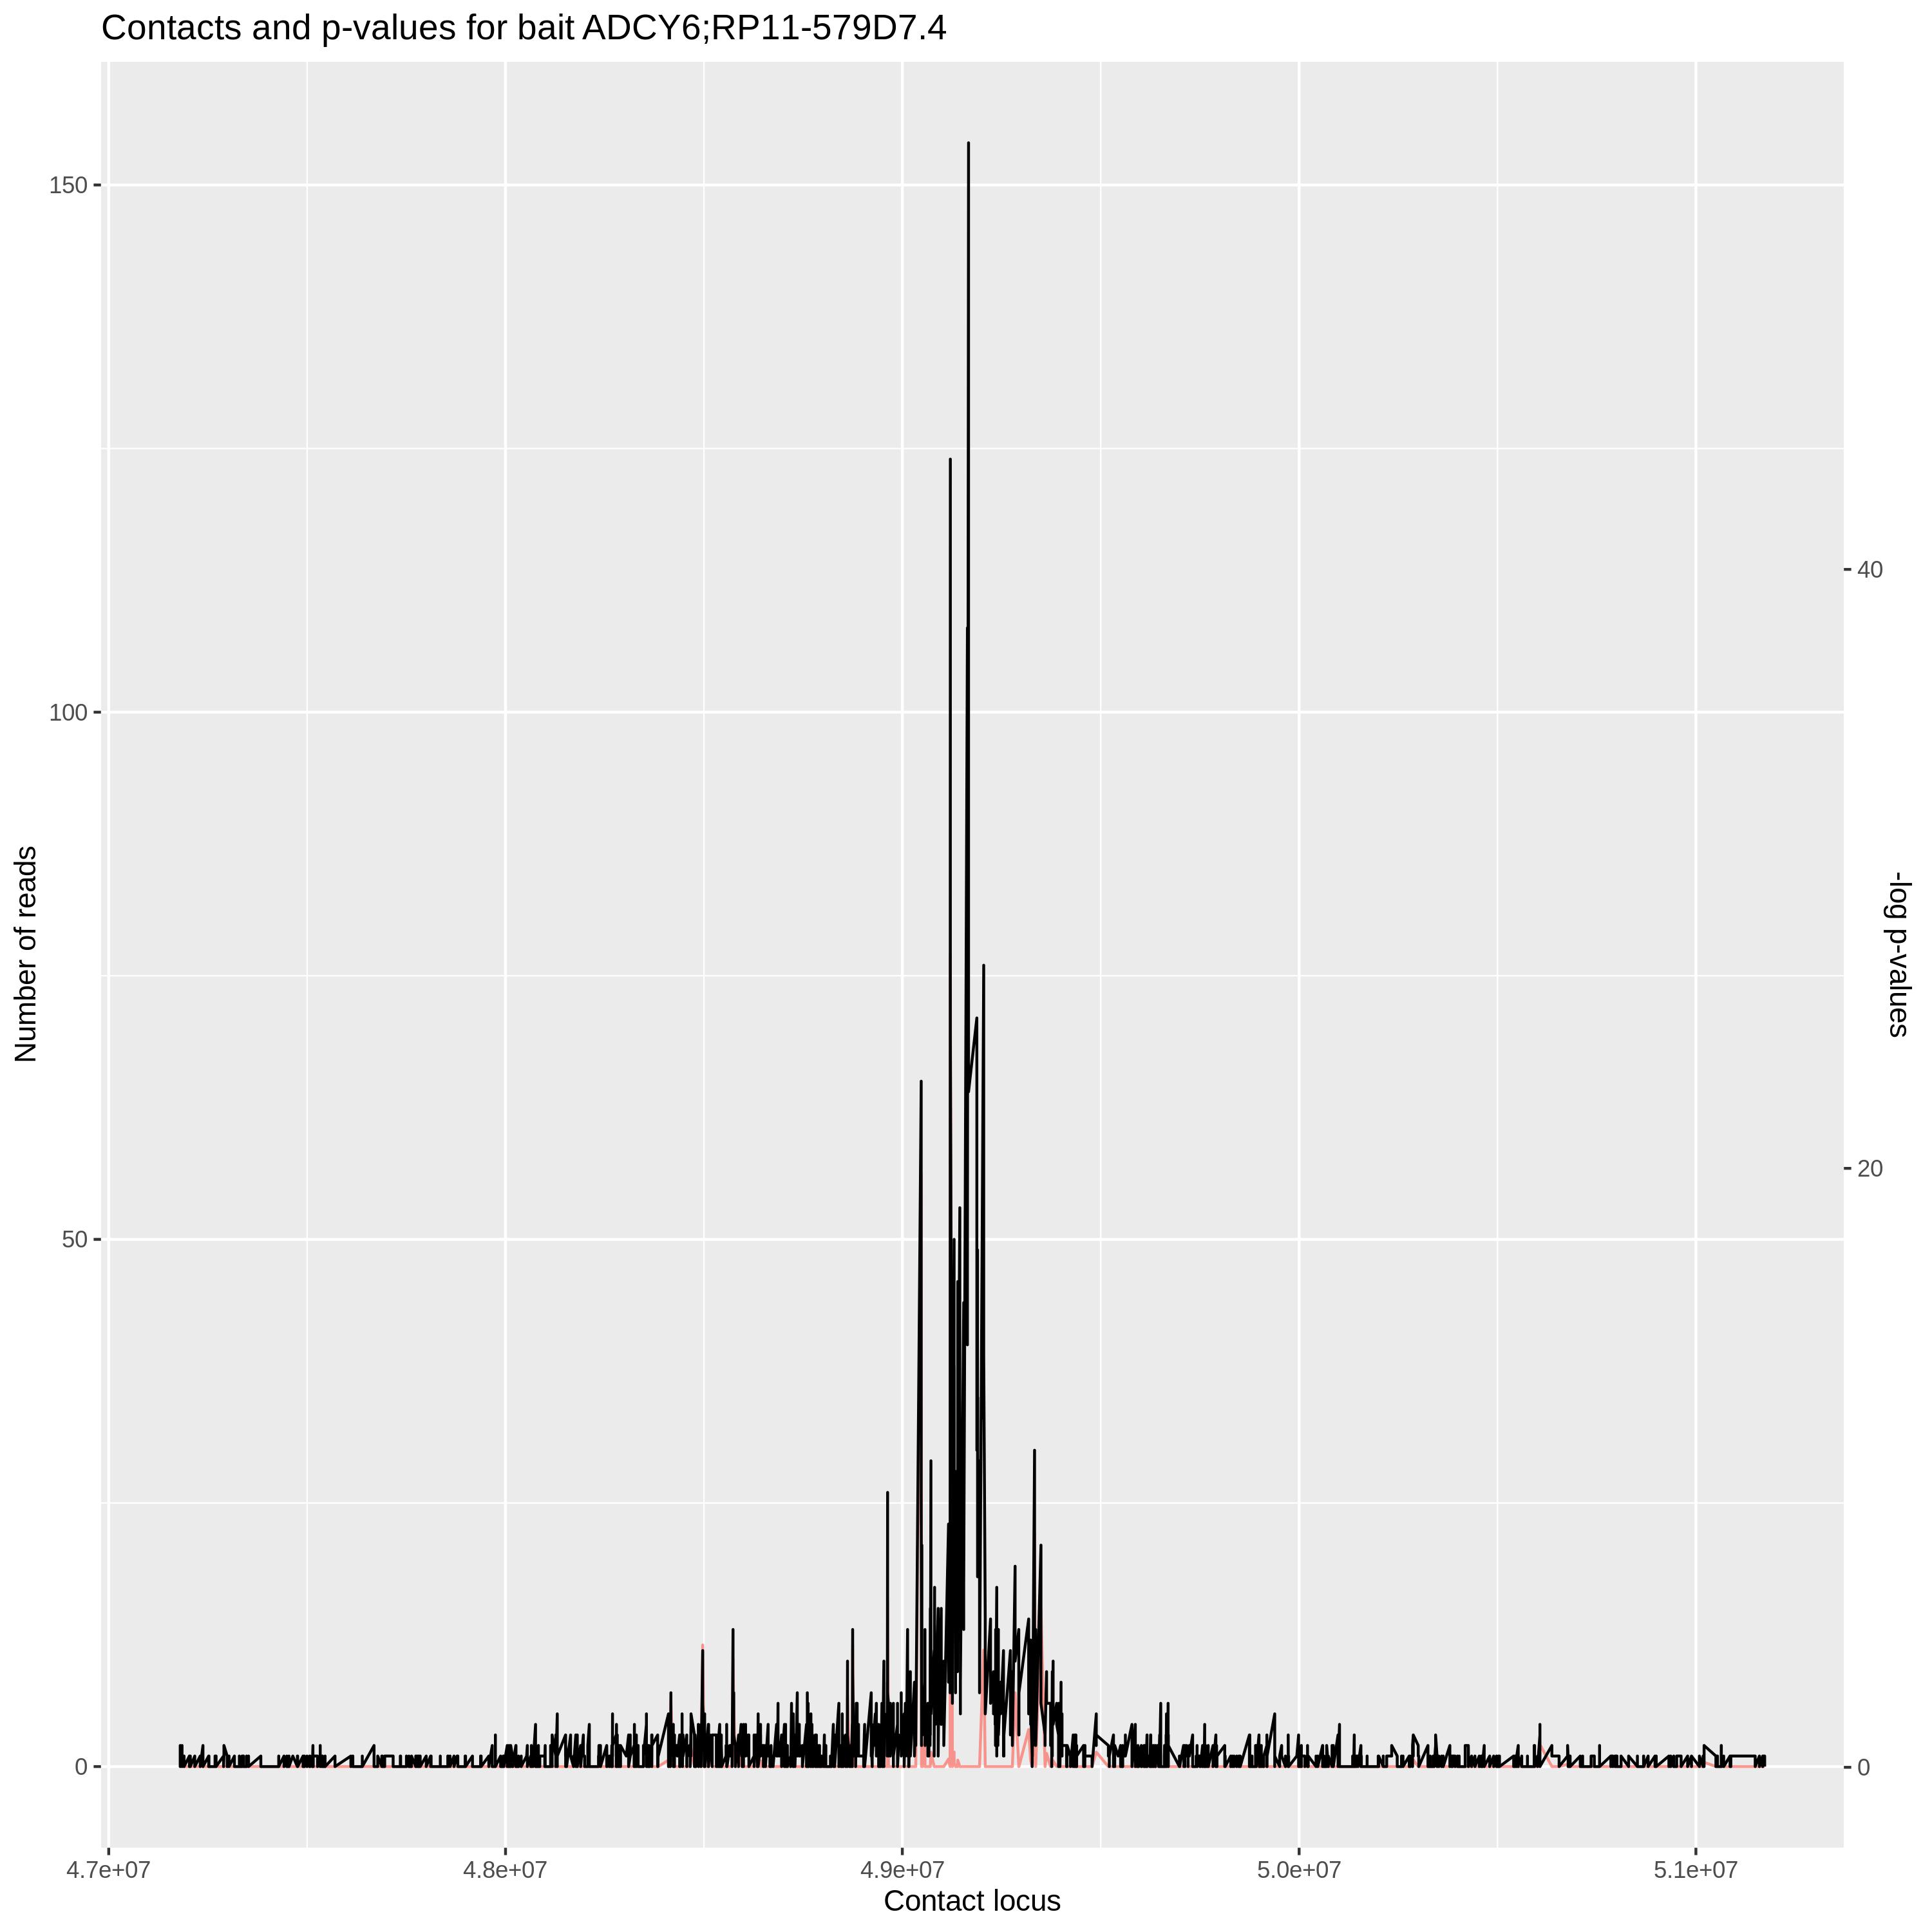 Contacts and p-values for bait ADCY6;RP11-579D7.4
150
100
50
0
Number of reads
40
20
0
-log p-values
4.7e+07
4.8e+07
4.9e+07
5.0e+07
5.1e+07
Contact locus